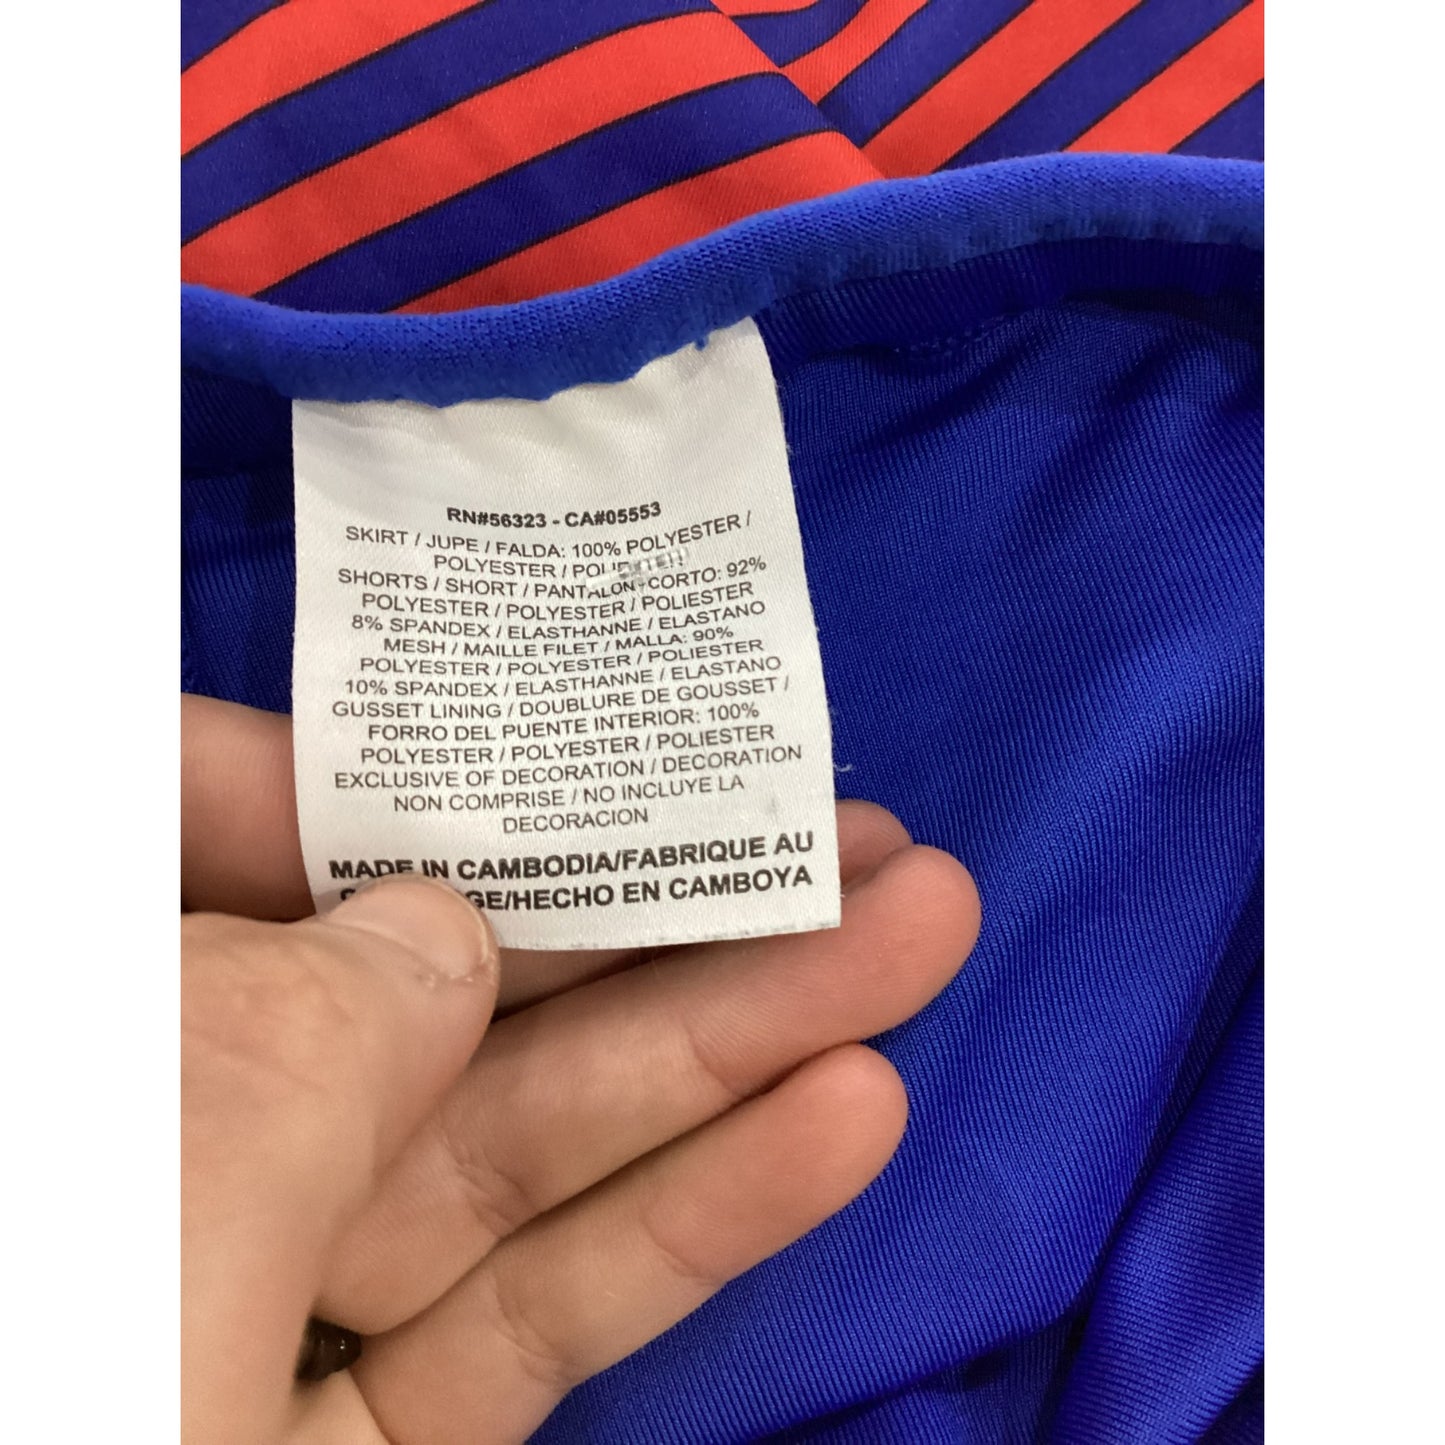 RN#56323 - CA#05553
SKIRT / JUPE / FALDA: 100% POLYESTER /
POLYESTER /
SHORTS / SHORT / PANTALON CORTO: 92%
POLYESTER / POLYESTER / POLIESTER
8% SPANDEX / ELASTHANNE / ELASTANO
MESH / MAILLE FILET / MALLA: 90%
POLYESTER / POLYESTER / POLIESTER
10% SPANDEX / ELASTHANNE / ELASTANO
GUSSET LINING / DOUBLURE DE GOUSSET /
FORRO DEL PUENTE INTERIOR: 100%
POLYESTER / POLYESTER / POLIESTER
EXCLUSIVE OF DECORATION / DECORATION
NON COMPRISE / NO INCLUYE LA
DECORACION
MADE IN CAMBODIA/FABRIQUE AU
GE/HECHO EN CAMBOYA